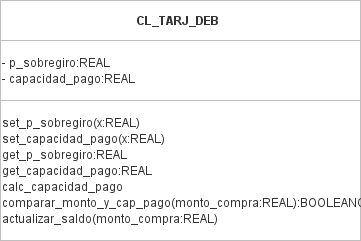 CL_TARJ_DEB
- p_sobregiro:REAL
- capacidad_pago:REAL
set_p_sobregiro(x:REAL)
set_capacidad_pago(x:REAL)
get_p_sobregiro:REAL
get_capacidad_pago:REAL
calc_capacidad_pago
comparar_monto_y_cap_pago(monto_compra:REAL):BOOLEANO
actualizar_saldo(monto_compra:REAL)